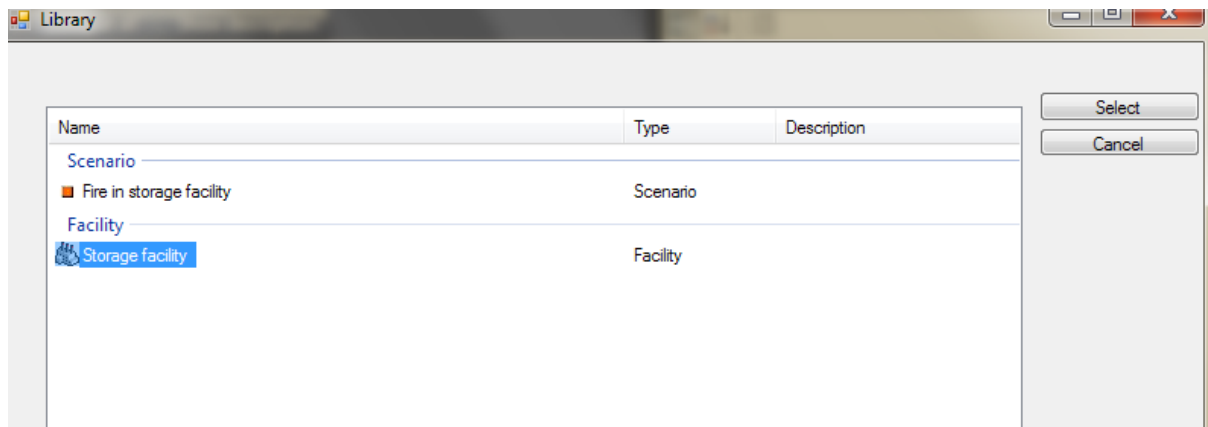 Library
Select
Name Type Description
Cancel
Scenario
Fire in storage facility Scenario
Facility
Storage facility Facility